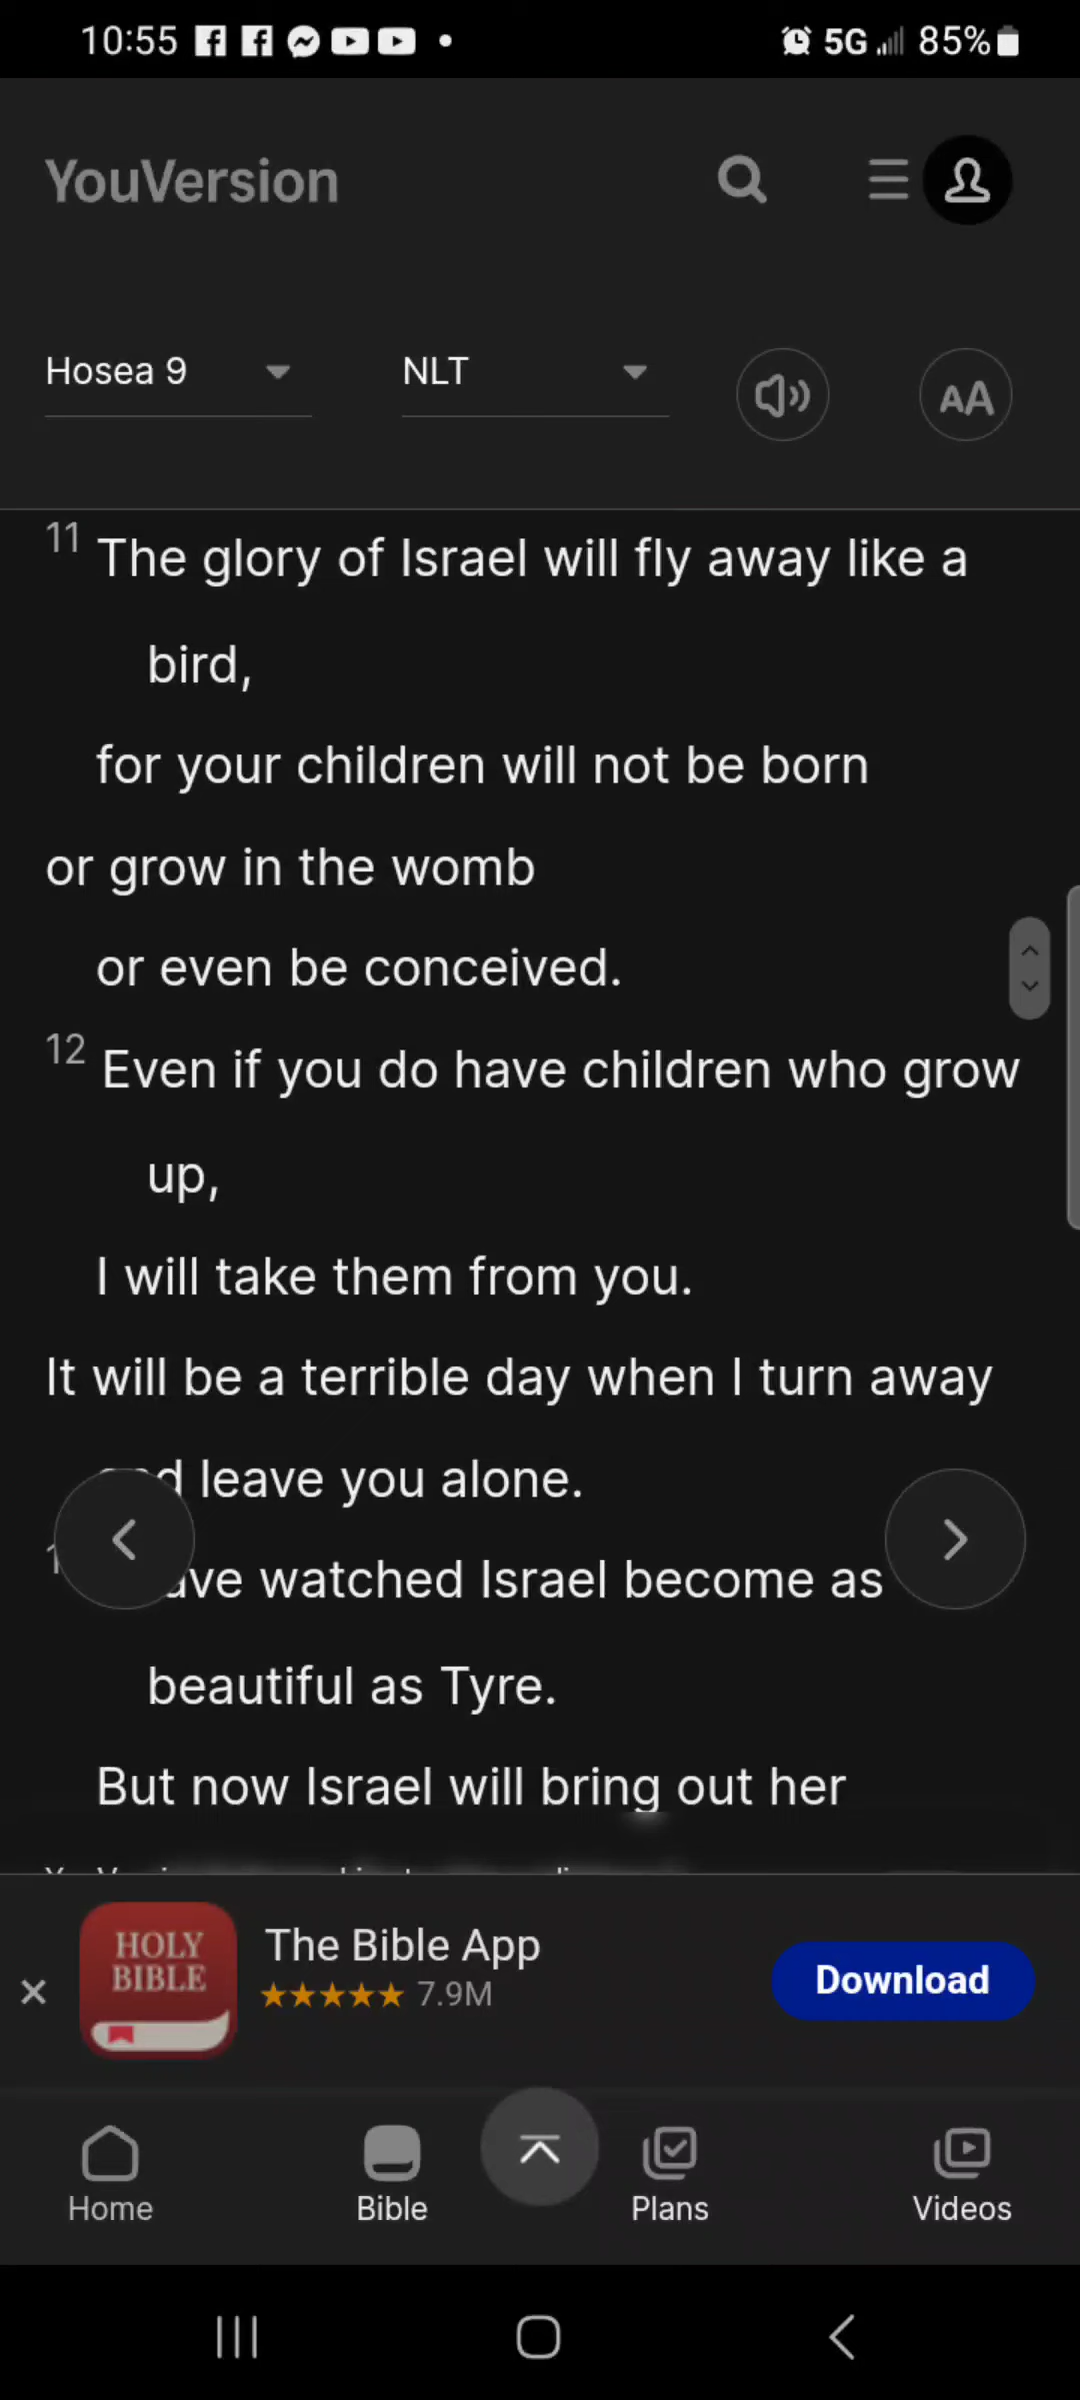 10:55 5G 85%
YouVersion
Hosea 9 NLT AA
11 The glory of Israel will fly away like a
bird,
for your children will not be born
or grow in the womb
or even be conceived.
12 Even if you do have children who grow
up,
I will take them from you.
It will be a terrible day when I turn away
leave you alone.
watched Israel become as
beautiful as Tyre.
But now Israel will bring out her
HOLY BIBLE
The Bible App
7.9M
Download
Home Bible Plans Videos